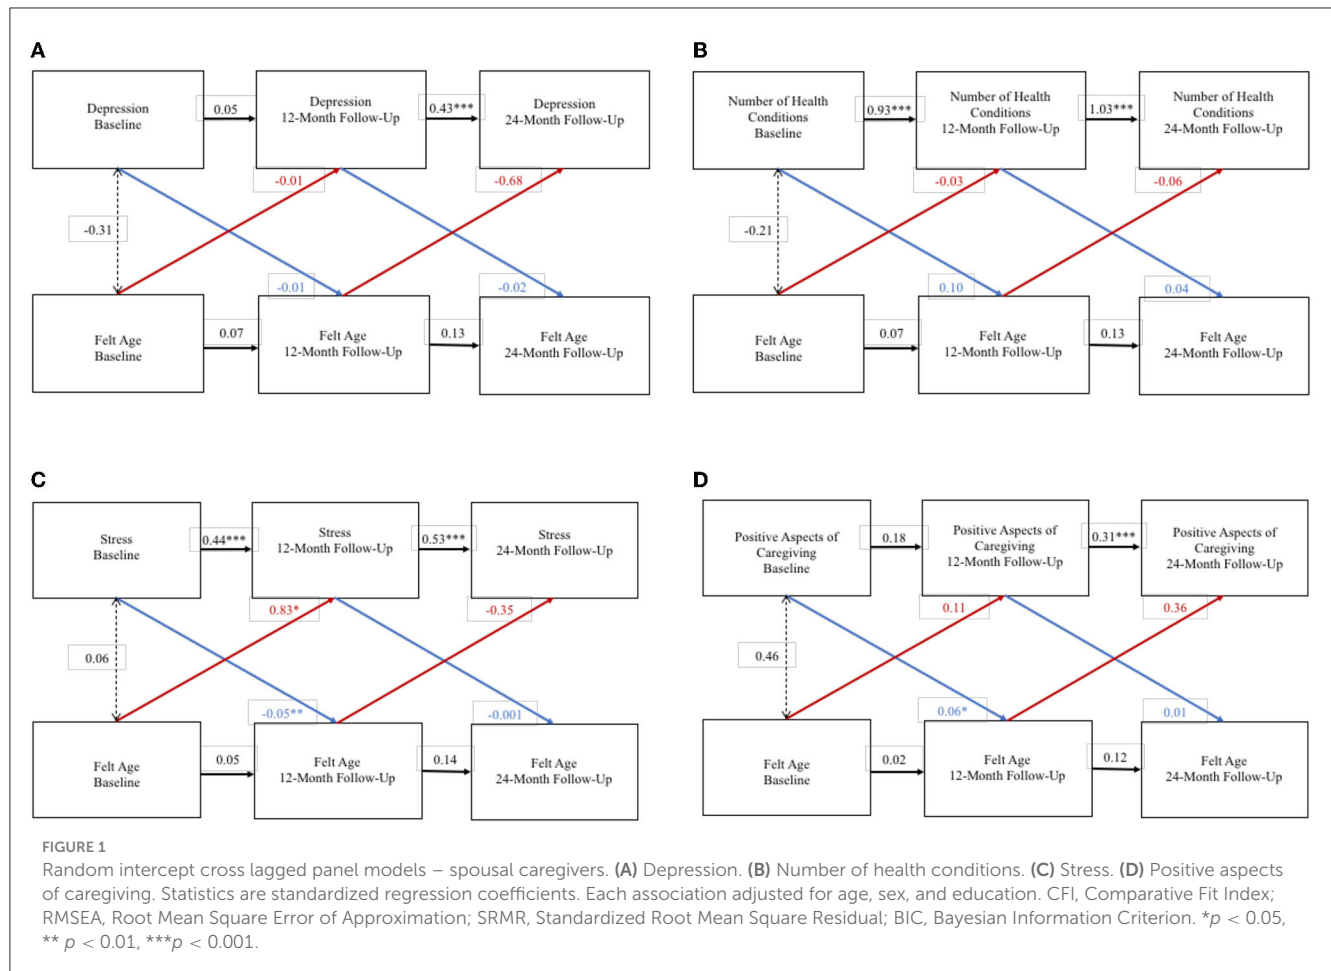 A
Depression
Baseline
0.05
Depression
12-Month Follow-Up
0.43***
Depression
24-Month Follow-Up
-0.01
-0.68
-0.31
-0.01
-0.02
Felt Age
Baseline
0.07
Felt Age
12-Month Follow-Up
0.13
Felt Age
24-Month Follow-Up
B
Number of Health
Conditions
Baseline
0.93***
Number of Health
Conditions
12-Month Follow-Up
1.03***
Number of Health
Conditions
24-Month Follow-Up
-0.03
-0.06
-0.21
0.10
0.04
Felt Age
Baseline
0.07
Felt Age
12-Month Follow-Up
0.13
Felt Age
24-Month Follow-Up
C
Stress
Baseline
0.44***
Stress
12-Month Follow-Up
0.53***
Stress
24-Month Follow-Up
0.83*
-0.35
0.06
-0.05**
-0.001
Felt Age
Baseline
0.05
Felt Age
12-Month Follow-Up
0.14
Felt Age
24-Month Follow-Up
D
Positive Aspects of
Caregiving
Baseline
0.18
Positive Aspects of
Caregiving
12-Month Follow-Up
0.31***
Positive Aspects of
Caregiving
24-Month Follow-Up
0.11
0.36
0.46
0.06*
0.01
Felt Age
Baseline
0.02
Felt Age
12-Month Follow-Up
0.12
Felt Age
24-Month Follow-Up
FIGURE 1
Random intercept cross lagged panel models – spousal caregivers. (A) Depression. (B) Number of health conditions. (C) Stress. (D) Positive aspects
of caregiving. Statistics are standardized regression coefficients. Each association adjusted for age, sex, and education. CFI, Comparative Fit Index;
RMSEA, Root Mean Square Error of Approximation; SRMR, Standardized Root Mean Square Residual; BIC, Bayesian Information Criterion. *p < 0.05,
** p < 0.01, ***p < 0.001.